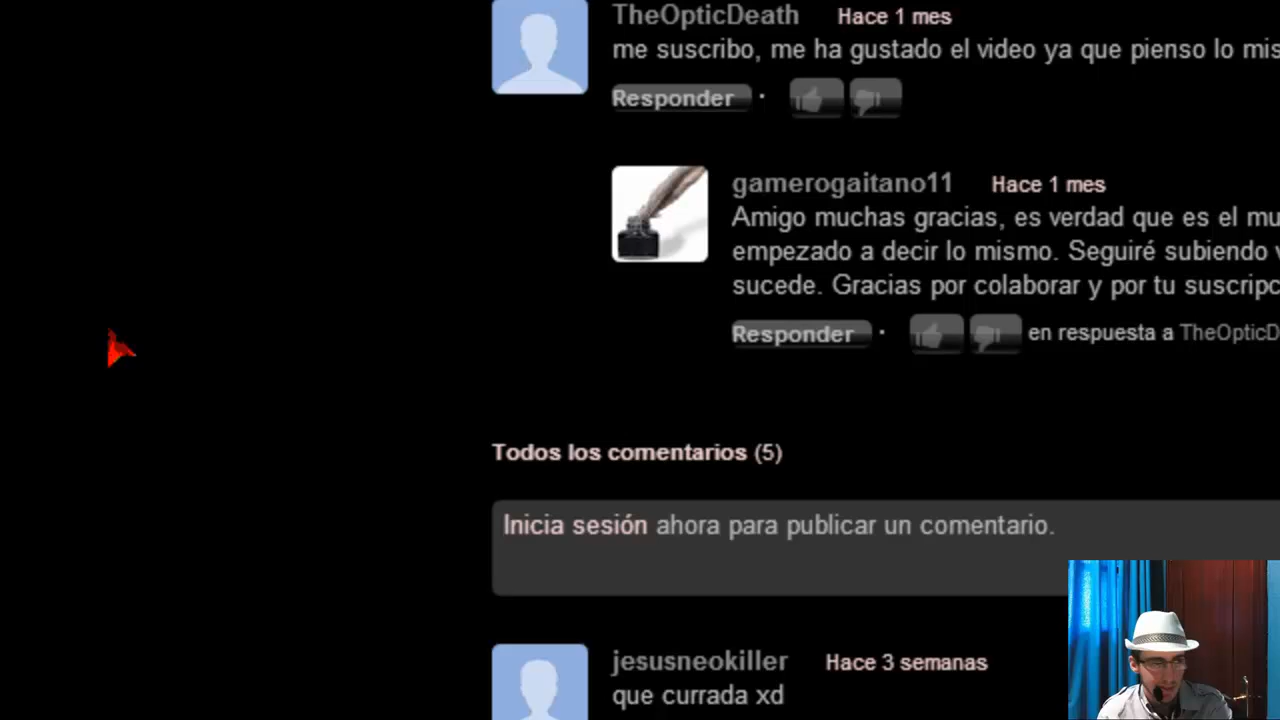 TheOpticDeath Hace 1 mes
me suscribo, me ha gustado el video ya que pienso lo mis
Responder ·
gamerogaitano11 Hace 1 mes
Amigo muchas gracias, es verdad que es el mu
empezado a decir lo mismo. Seguiré subiendo v
sucede. Gracias por colaborar y por tu suscripc
Responder · en respuesta a TheOpticD
Todos los comentarios (5)
Inicia sesión ahora para publicar un comentario.
jesusneokiller Hace 3 semanas
que currada xd